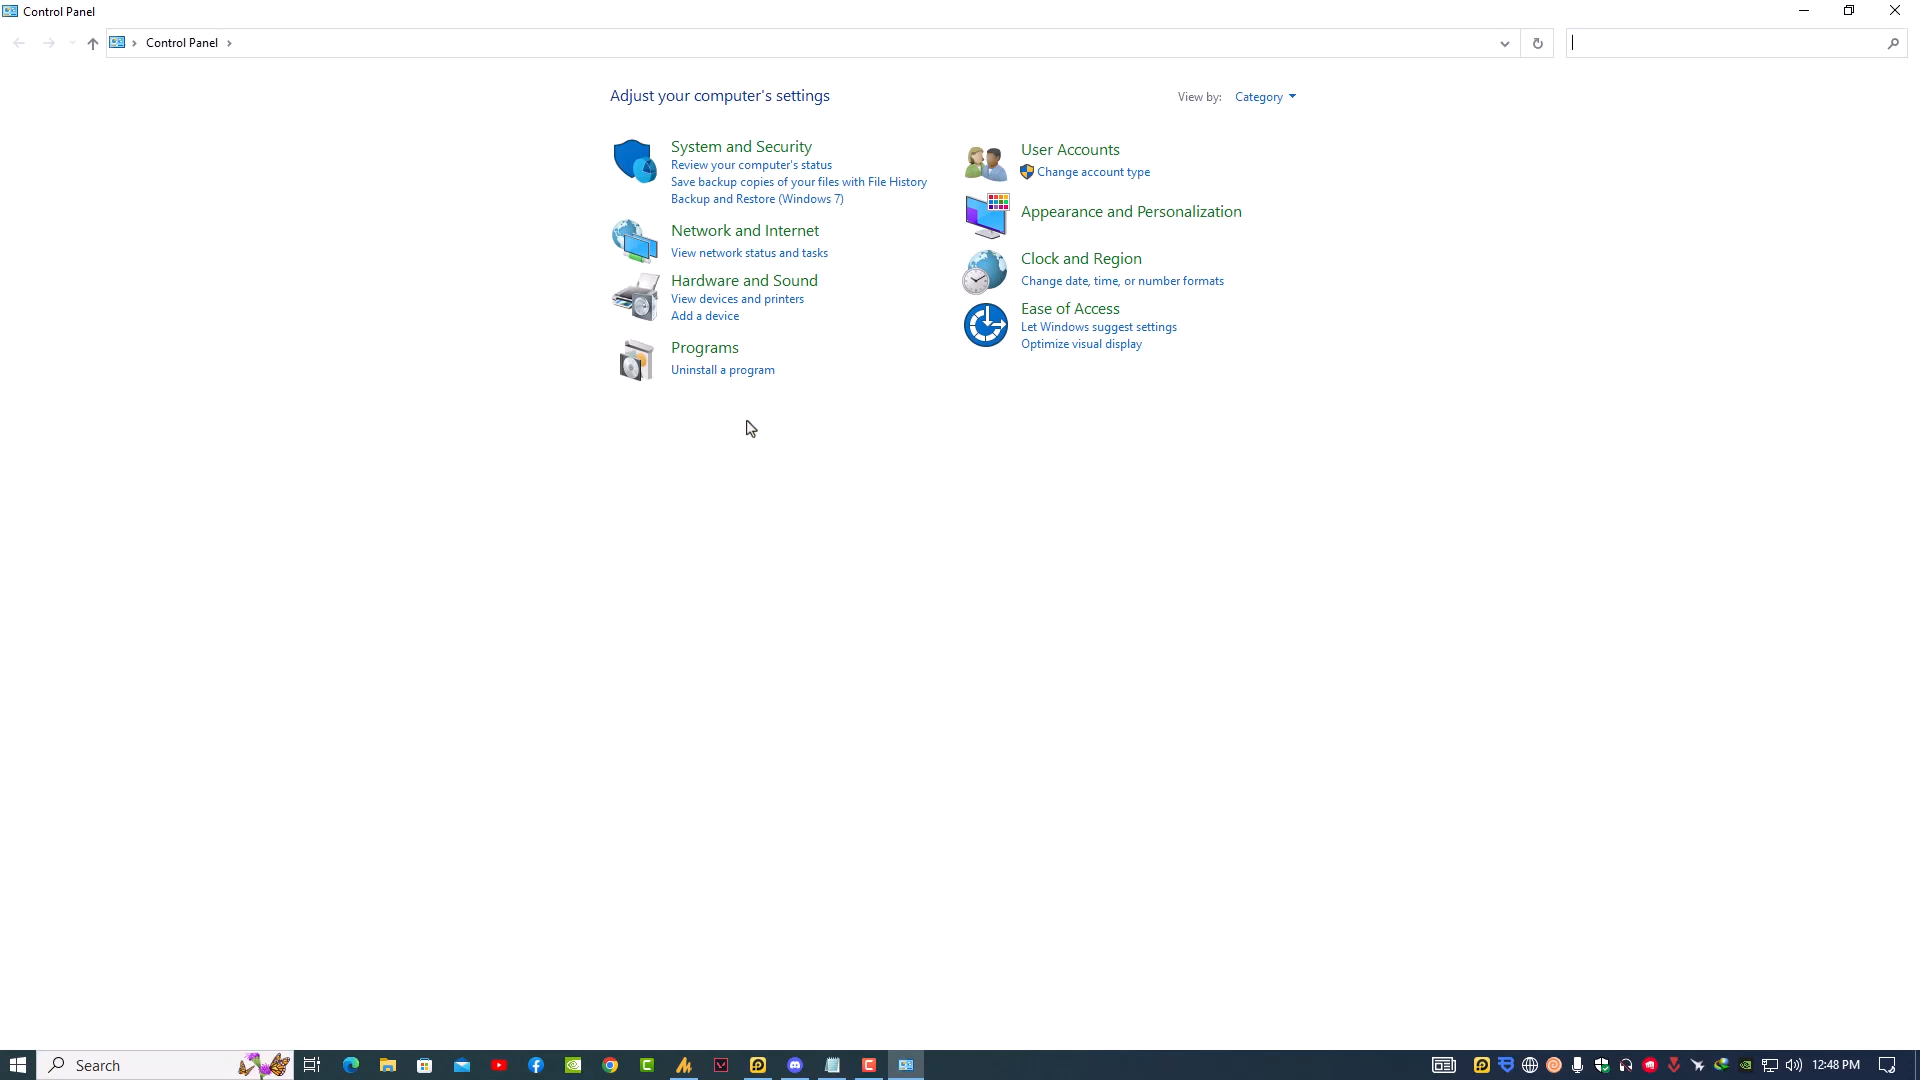 Control Panel
Control Panel
Adjust your computer's settings
View by: Category
System and Security
Review your computer's status
Save backup copies of your files with File History
Backup and Restore (Windows 7)
Network and Internet
View network status and tasks
Hardware and Sound
View devices and printers
Add a device
Programs
Uninstall a program
User Accounts
Change account type
Appearance and Personalization
Clock and Region
Change date, time, or number formats
Ease of Access
Let Windows suggest settings
Optimize visual display
Search
12:48 PM